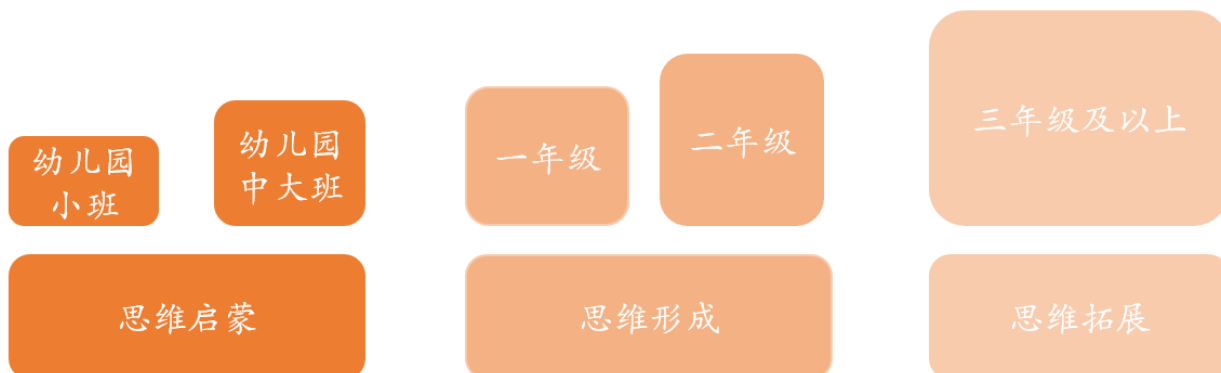 幼儿园
小班
幼儿园
中大班
一年级
二年级
三年级及以上
思维启蒙
思维形成
思维拓展